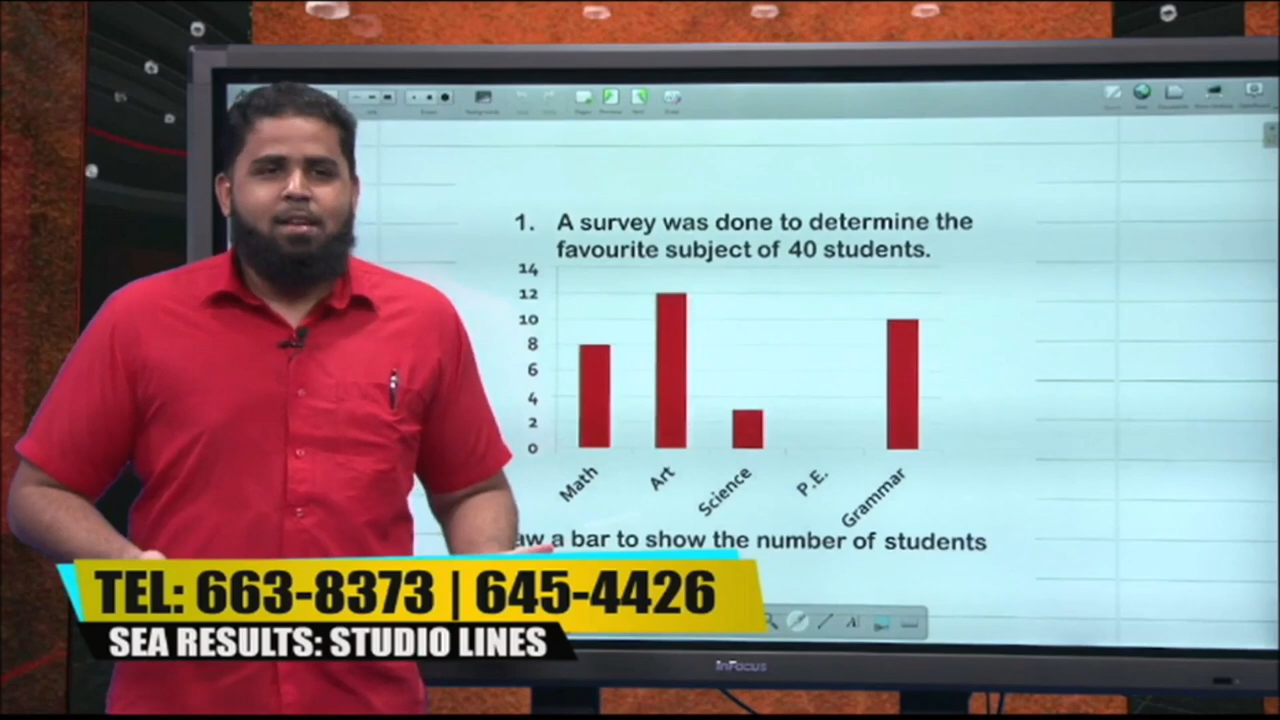 1. A survey was done to determine the
favourite subject of 40 students.
14
12
10
8
6
4
2
0
Math
Art
Science
P.E.
Grammar
a bar to show the number of students
TEL: 663-8373 | 645-4426
SEA RESULTS: STUDIO LINES
InFocus